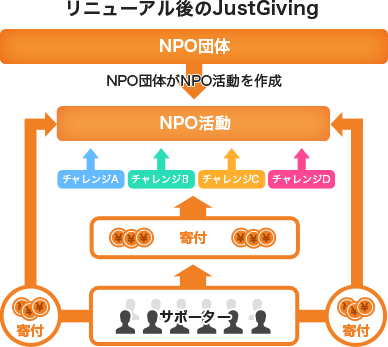 リニューアル後のJustGiving
NPO団体
NPO団体がNPO活動を作成
NPO活動
チャレンジA
チャレンジB
チャレンジC
チャレンジD
¥ ¥ ¥ 寄付 ¥ ¥ ¥
サポーター
¥ ¥ ¥
寄付
¥ ¥ ¥
寄付